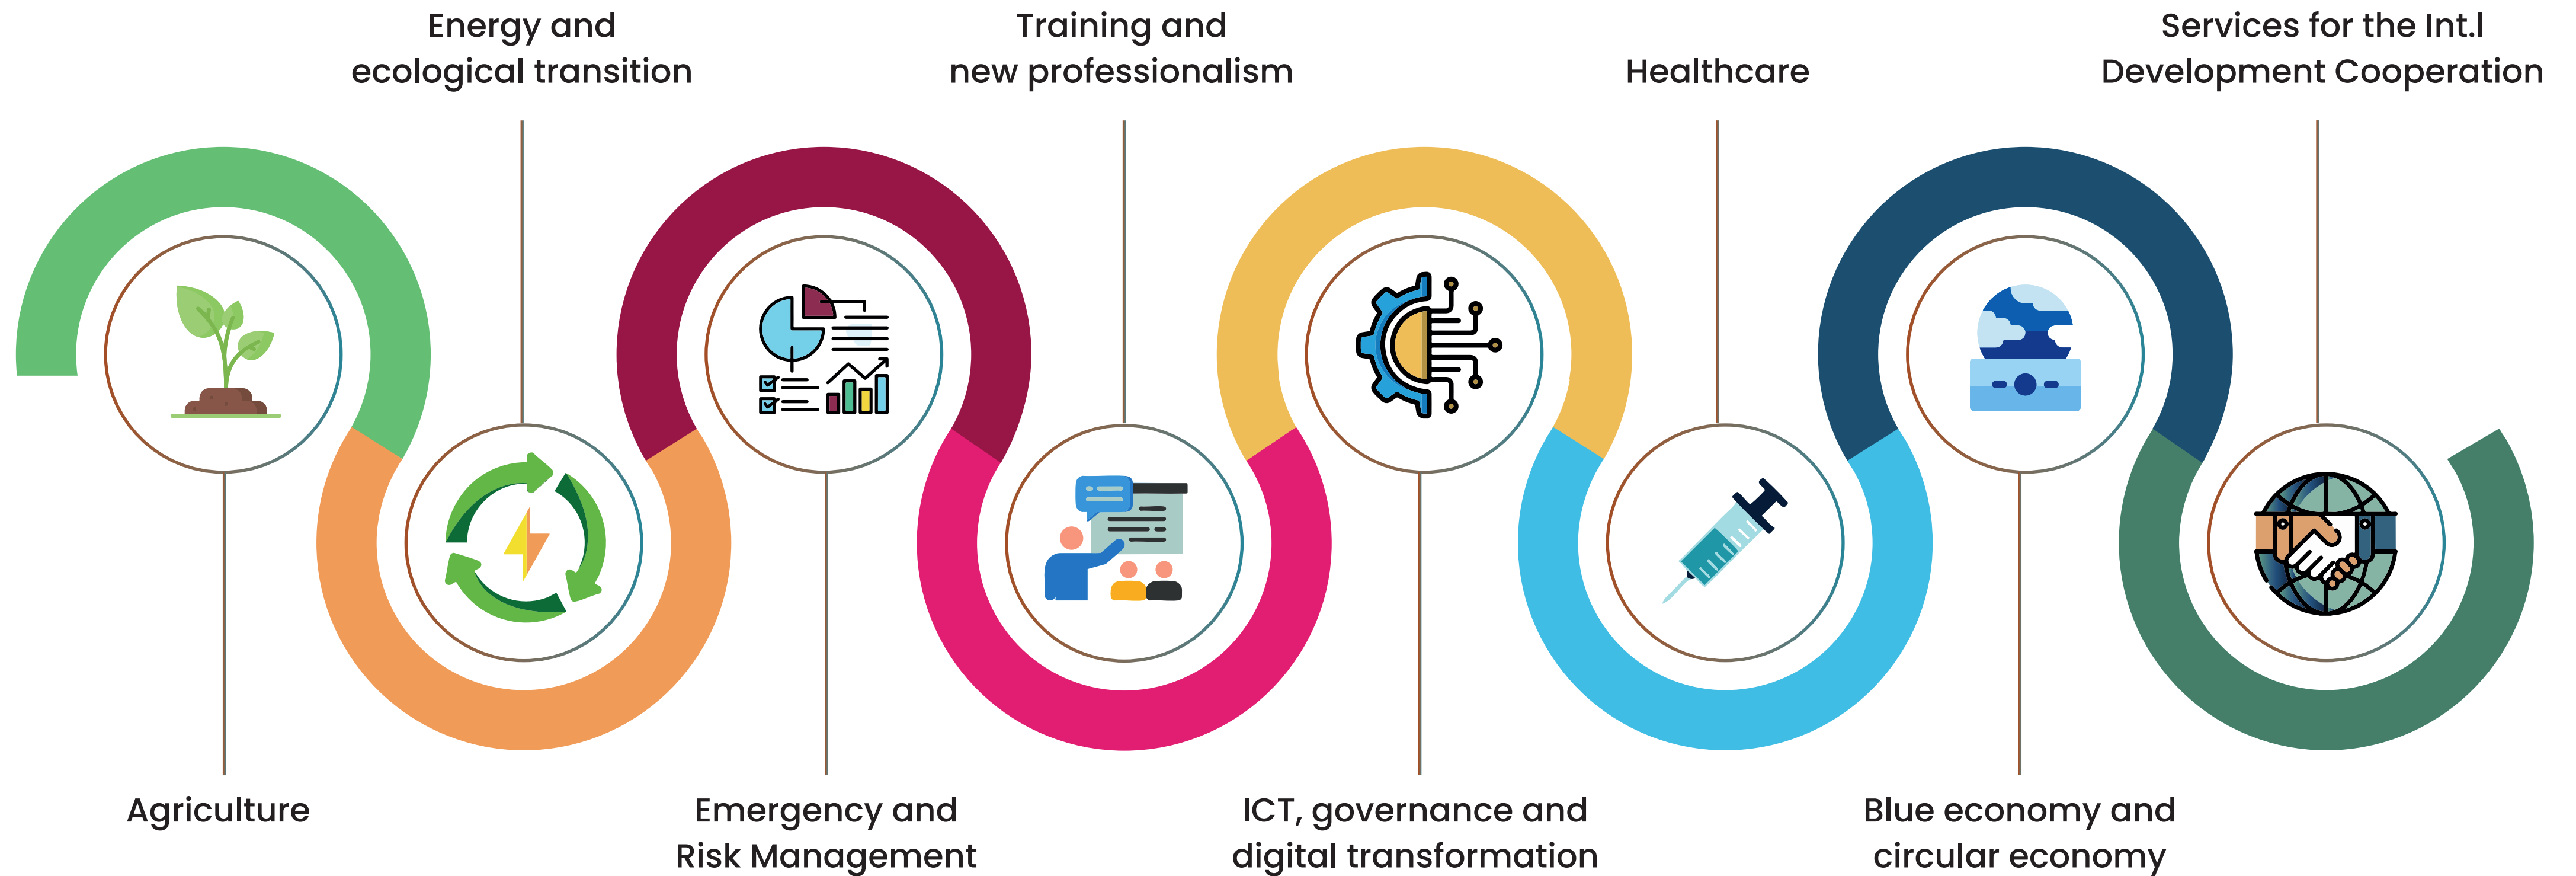 Energy and
ecological transition
Training and
new professionalism
Healthcare
Services for the Int.l
Development Cooperation
Agriculture
Emergency and
Risk Management
ICT, governance and
digital transformation
Blue economy and
circular economy